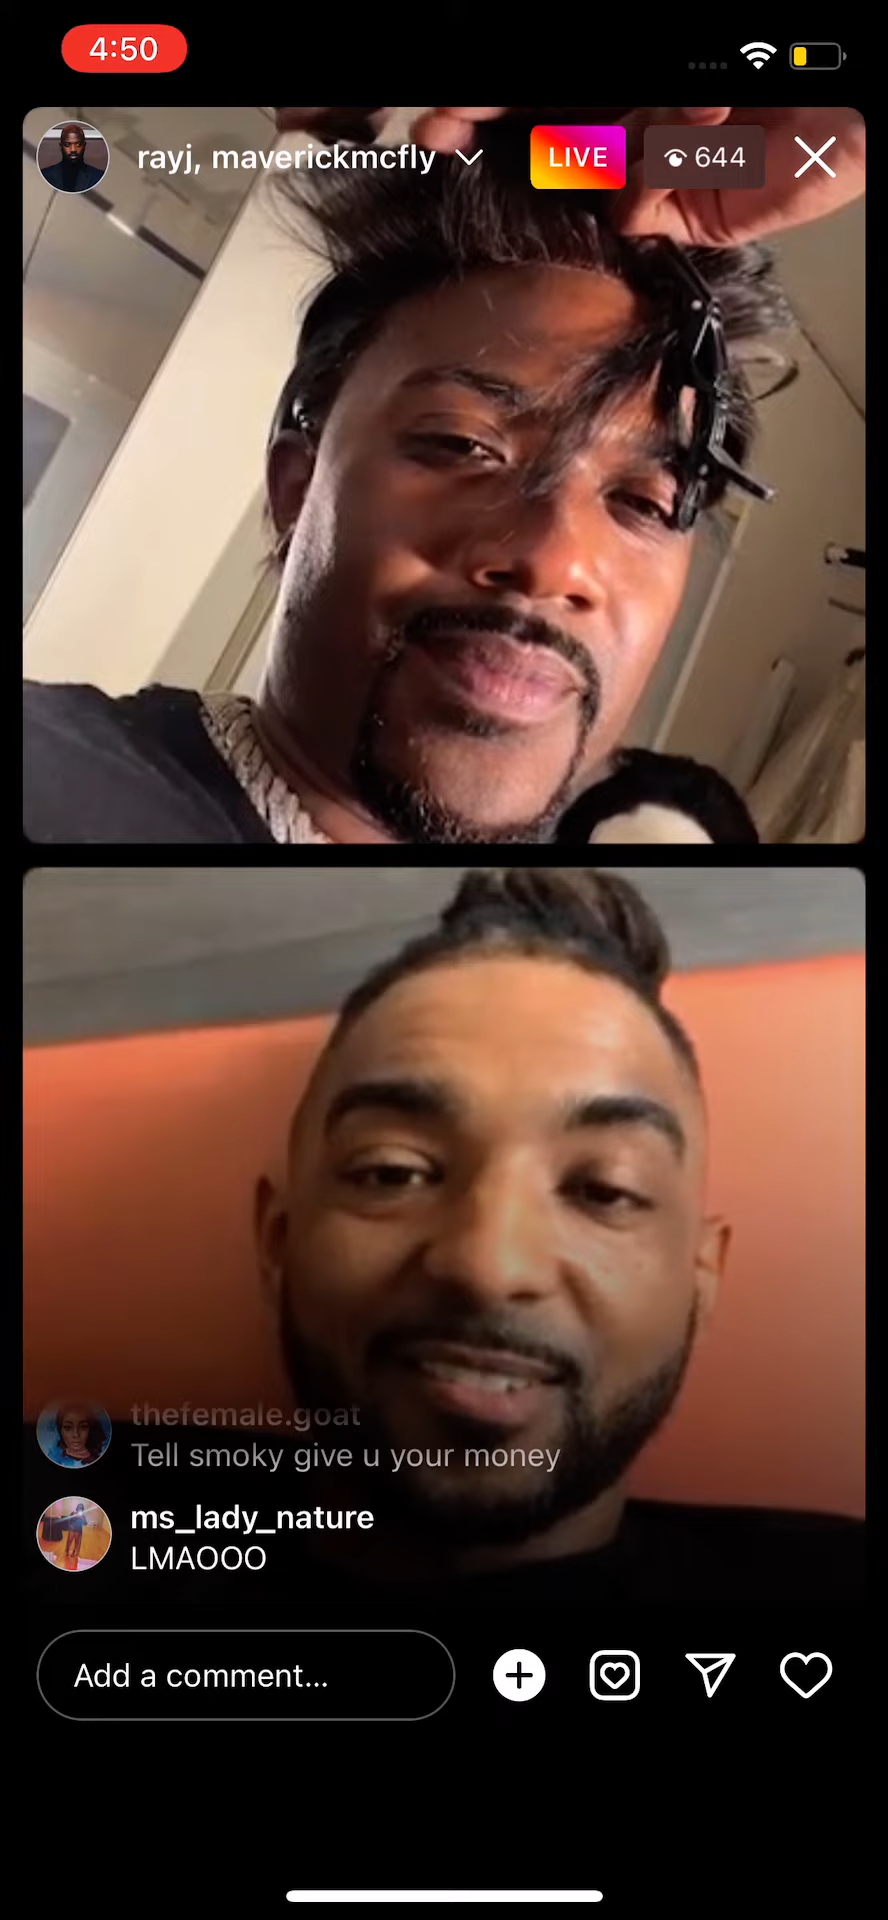 4:50
rayj, maverickmcfly
LIVE
644
thefemale.goat
Tell smoky give u your money
ms_lady_nature
LMAOOO
Add a comment...